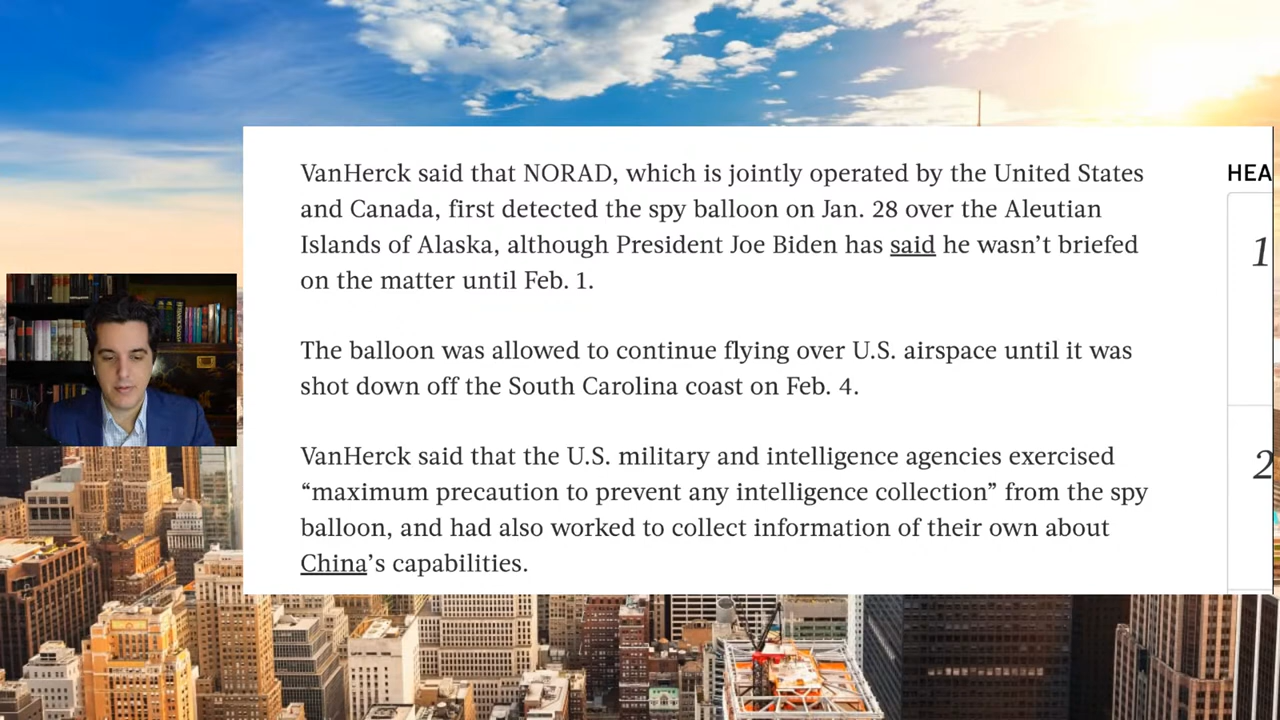 VanHerck said that NORAD, which is jointly operated by the United States
and Canada, first detected the spy balloon on Jan. 28 over the Aleutian
Islands of Alaska, although President Joe Biden has said he wasn’t briefed
on the matter until Feb. 1.
The balloon was allowed to continue flying over U.S. airspace until it was
shot down off the South Carolina coast on Feb. 4.
VanHerck said that the U.S. military and intelligence agencies exercised
“maximum precaution to prevent any intelligence collection” from the spy
balloon, and had also worked to collect information of their own about
China’s capabilities.
HEA
1
2